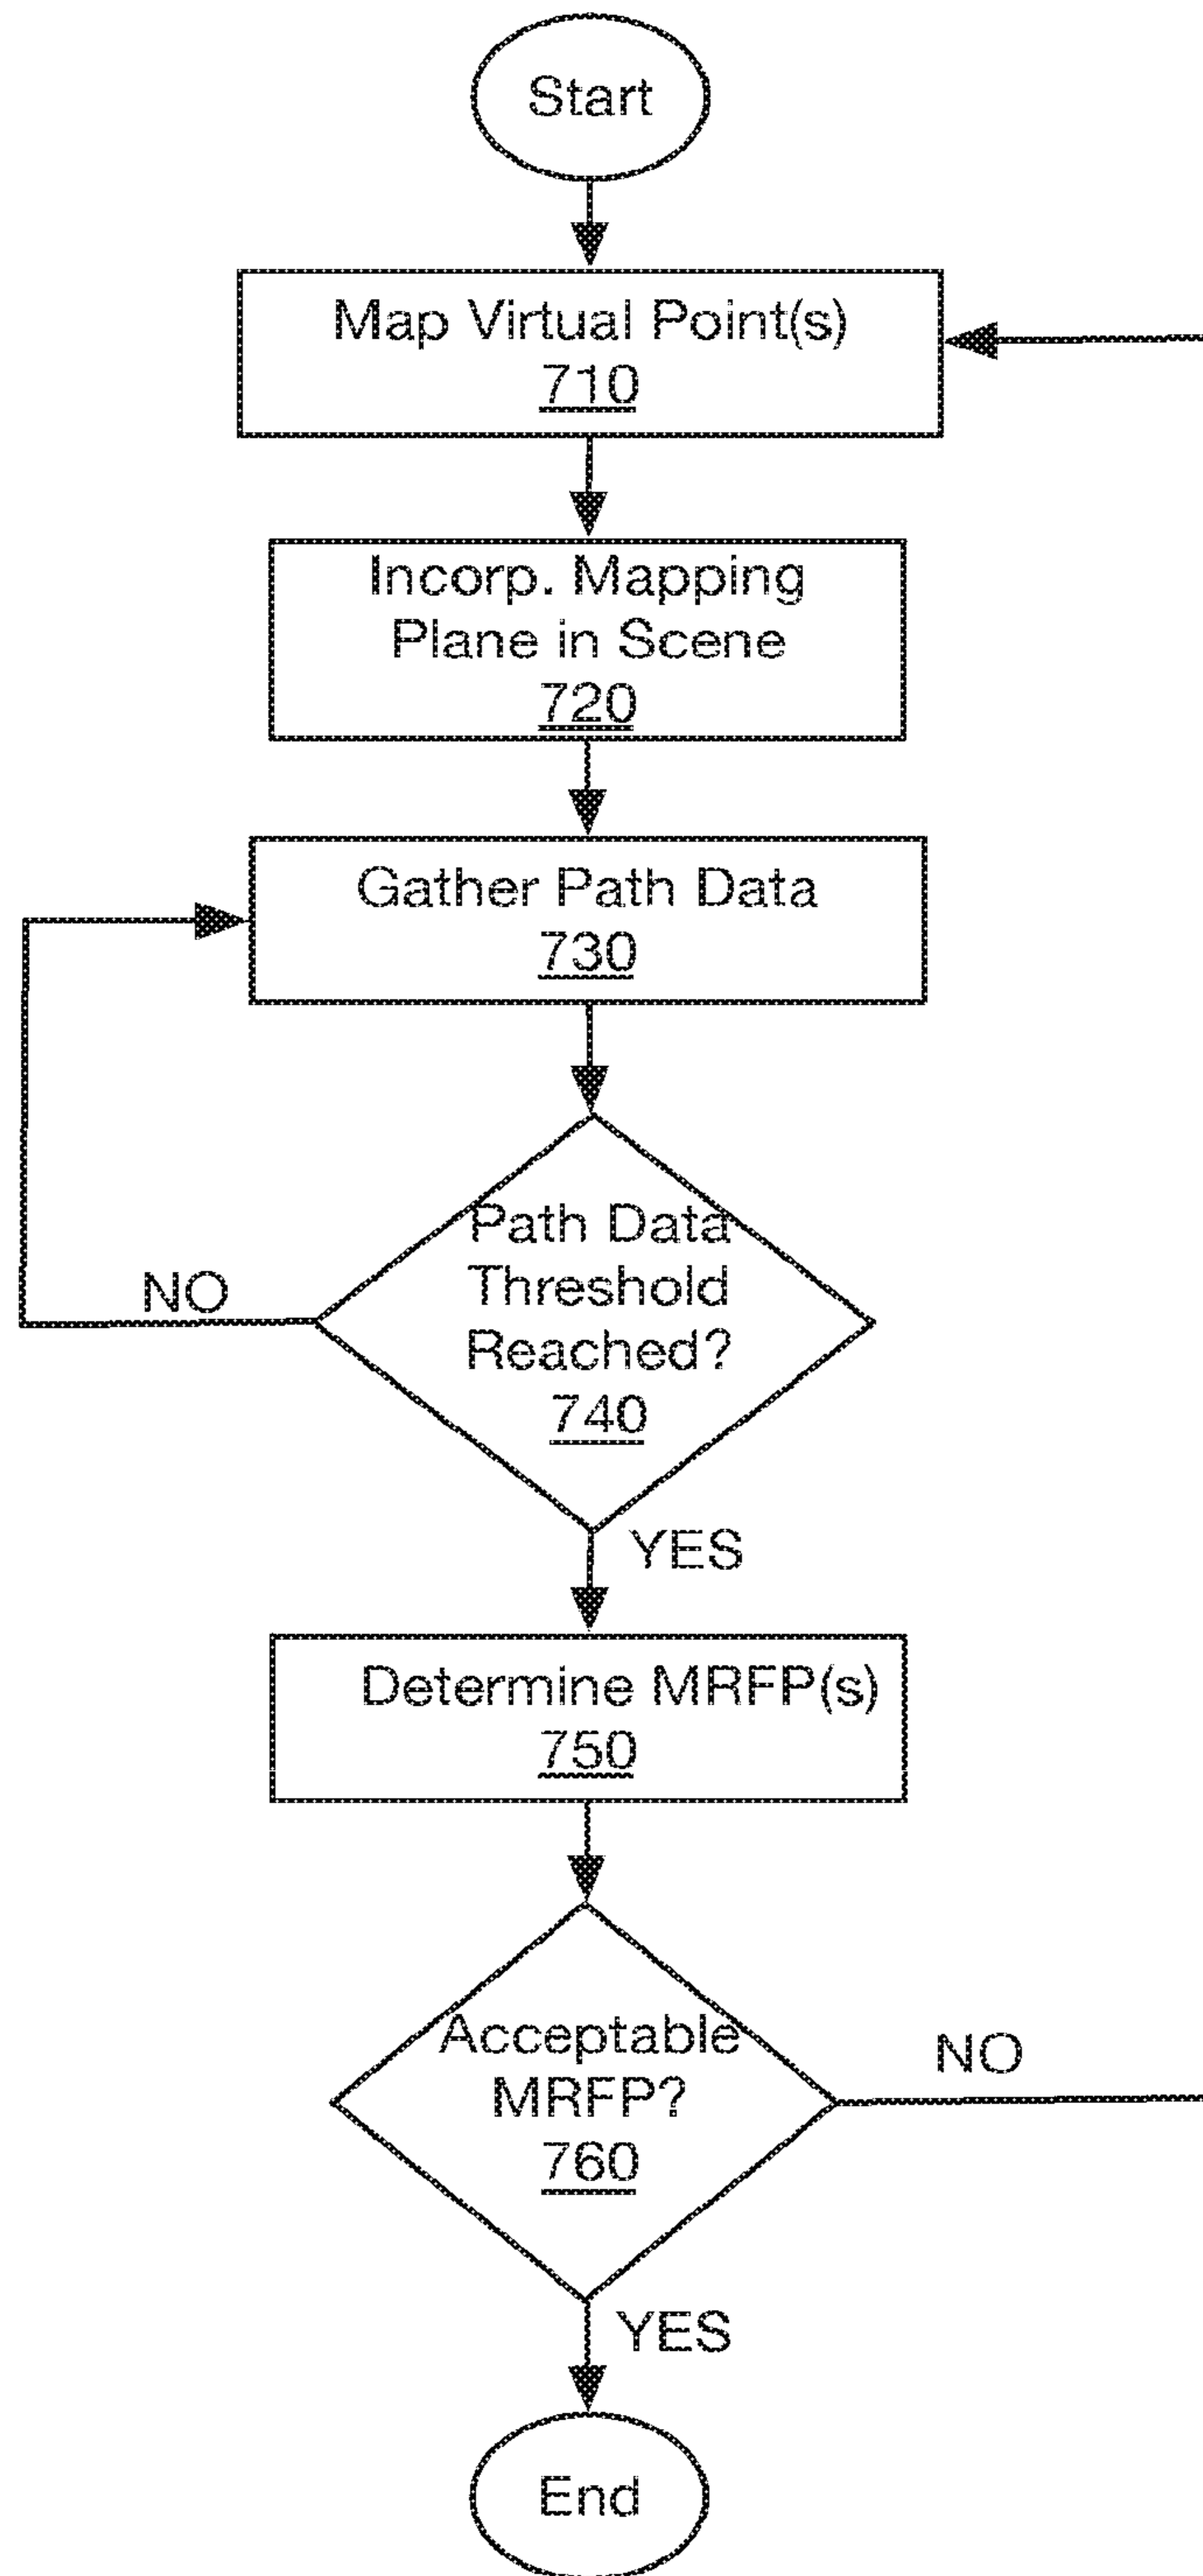 Start
Map Virtual Point(s)
710
Incorp. Mapping
Plane in Scene
720
Gather Path Data
730
Path Data
Threshold
Reached?
740
NO
YES
Determine MRFP(s)
750
Acceptable
MRFP?
760
NO
YES
End